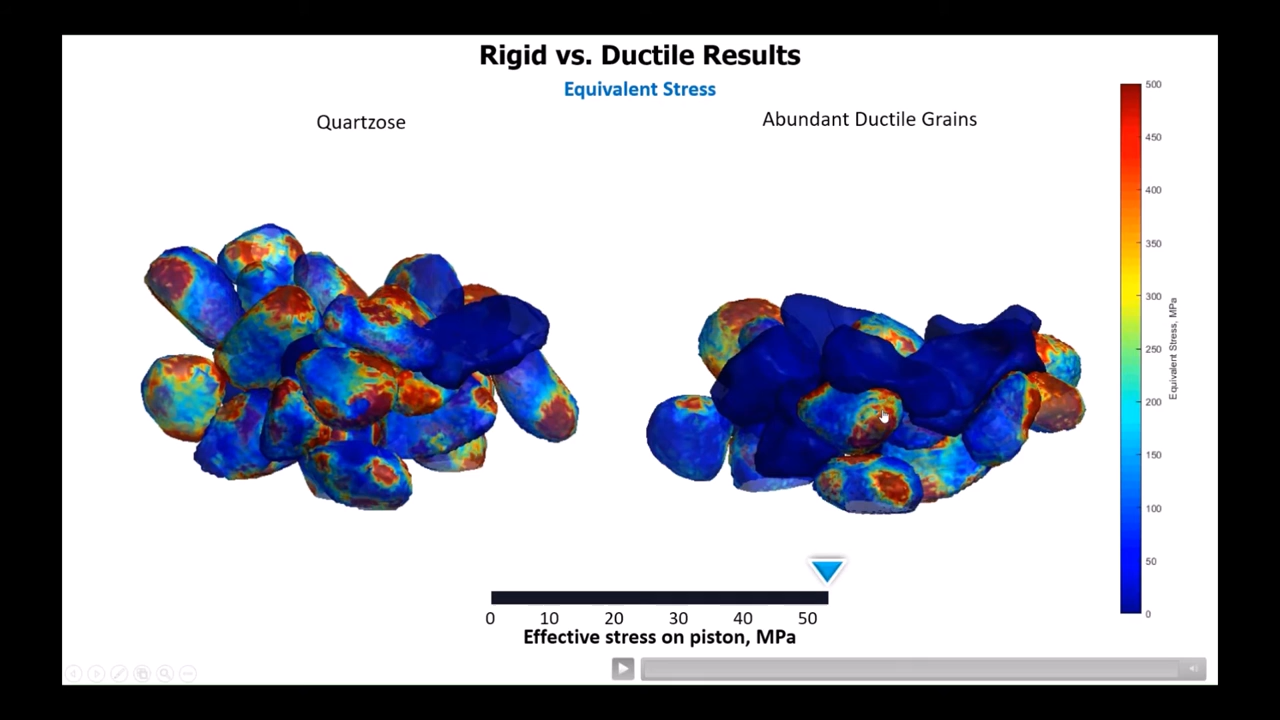 Rigid vs. Ductile Results
Equivalent Stress
Quartzose
Abundant Ductile Grains
500
450
400
350
300
250
200
150
100
50
0
Equivalent Stress, MPa
0 10 20 30 40 50
Effective stress on piston, MPa